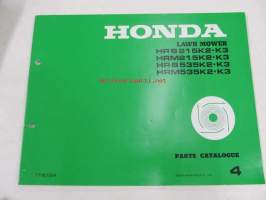 HONDA
LAWN MOWER
HRS215K2-K3
HRM215K2-K3
HRS535K2-K3
HRM535K2-K3
PARTS CATALOGUE
4